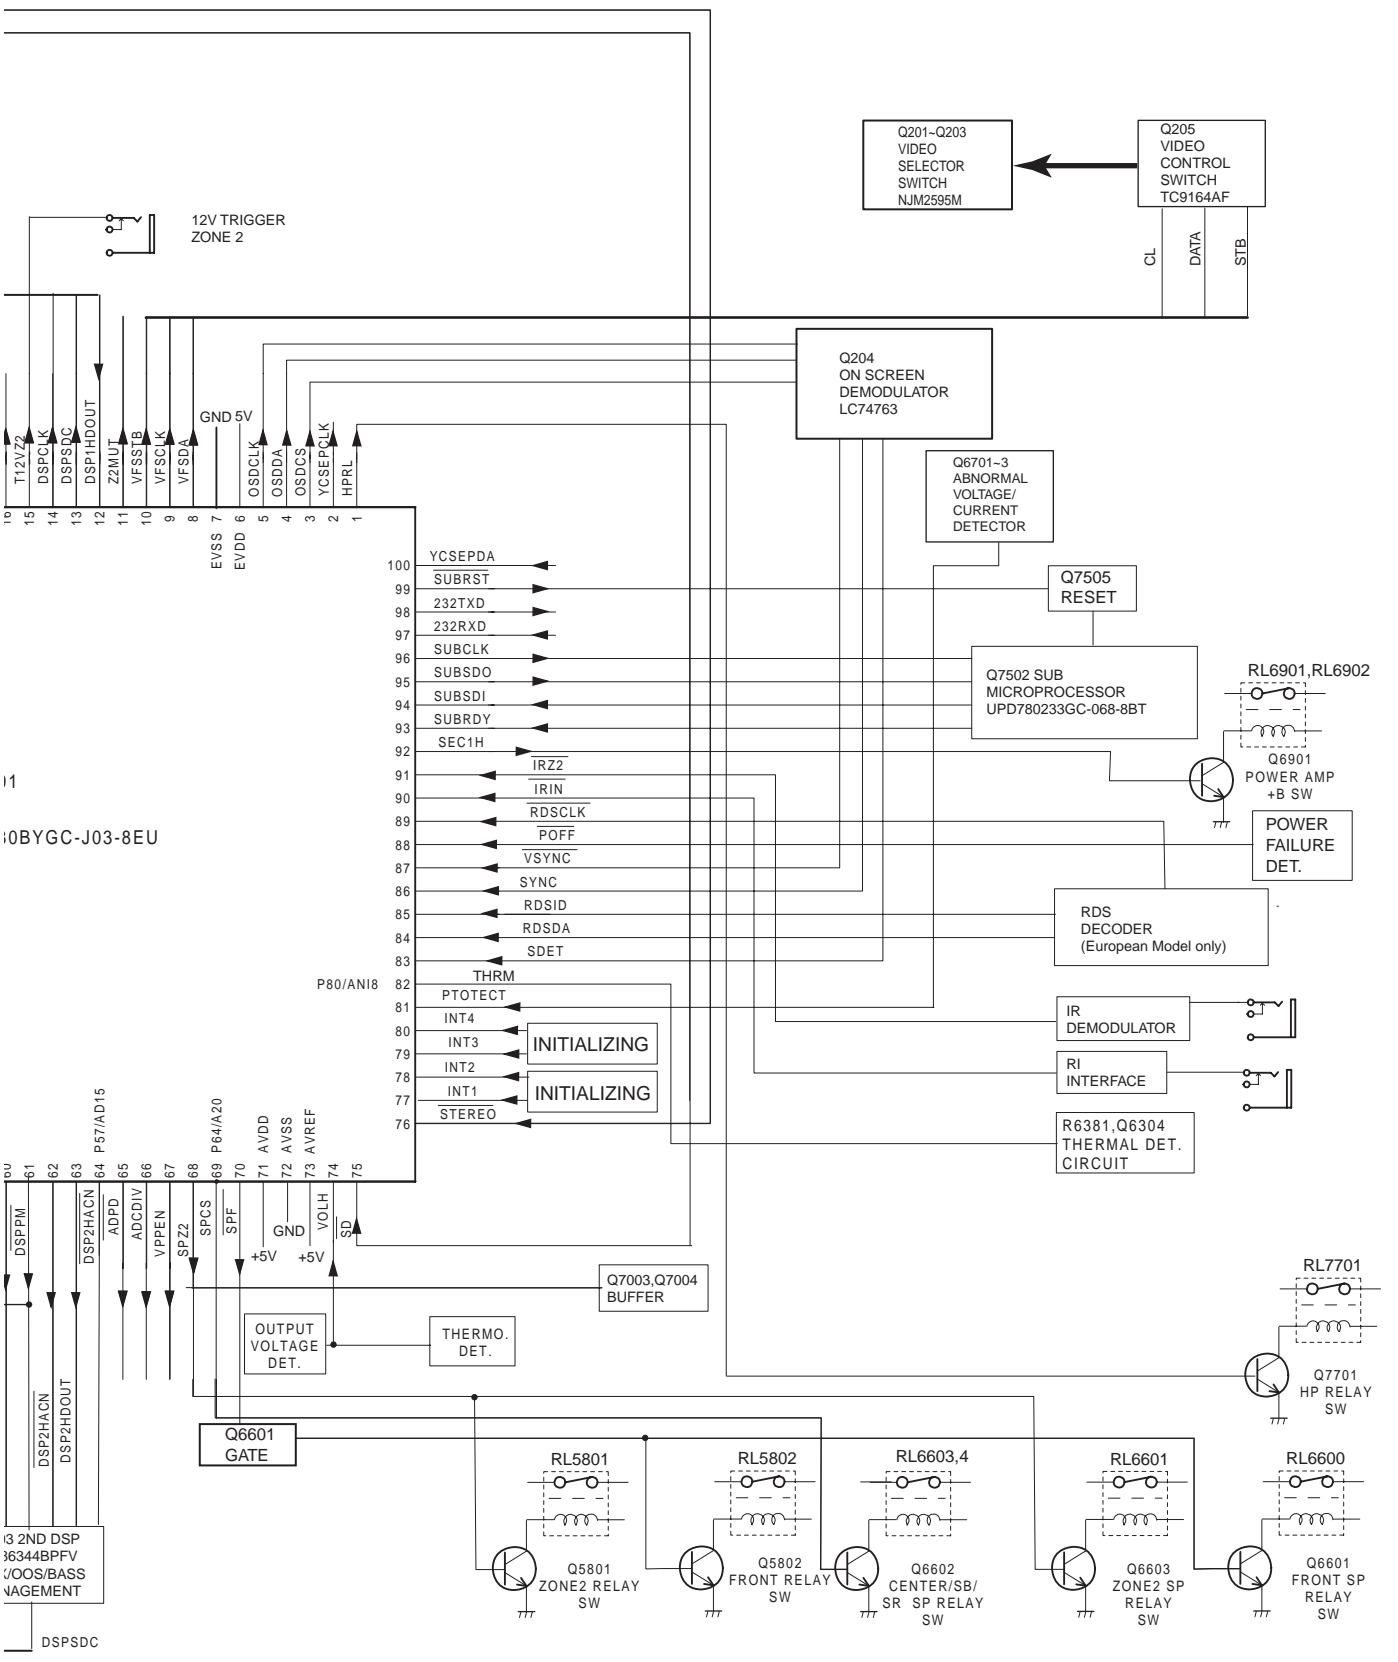 Q201~Q203
VIDEO
SELECTOR
SWITCH
NJM2595M
Q205
VIDEO
CONTROL
SWITCH
TC9164AF
CL
DATA
STB
12V TRIGGER
ZONE 2
Q204
ON SCREEN
DEMODULATOR
LC74763
T12VZ2
DSPCLK
DSPSDC
DSP1HDOUT
Z2MUT
VFSSTB
VFSCLK
VFSDA
GND 5V
OSDCLK
OSDDA
OSDCS
YCSEPCLK
HPRL
16
15
14
13
12
11
10
9
8
EVSS 7
EVDD 6
5
4
3
2
1
Q6701~3
ABNORMAL
VOLTAGE/
CURRENT
DETECTOR
100 YCSEPDA
99 SUBRST
98 232TXD
97 232RXD
96 SUBCLK
95 SUBSDO
94 SUBSDI
93 SUBRDY
92 SEC1H
91 IRZ2
90 IRIN
89 RDSCLK
88 POFF
87 VSYNC
86 SYNC
85 RDSID
84 RDSDA
83 SDET
P80/ANI8 82 THRM
81 PTOTECT
80 INT4
79 INT3
78 INT2
77 INT1
76 STEREO
INITIALIZING
INITIALIZING
Q7505
RESET
Q7502 SUB
MICROPROCESSOR
UPD780233GC-068-8BT
RL6901,RL6902
Q6901
POWER AMP
+B SW
POWER
FAILURE
DET.
RDS
DECODER
(European Model only)
IR
DEMODULATOR
RI
INTERFACE
R6381,Q6304
THERMAL DET.
CIRCUIT
01
30BYGC-J03-8EU
60
61
62
63
64 P57/AD15
65
66
67
68
69 P64/A20
70
71 AVDD
72 AVSS
73 AVREF
74
75
DSPPM
DSP2HACN
ADPD
ADCDIV
VPPEN
SPZ2
SPCS
SPF
+5V
GND
+5V
VOLH
SD
Q7003,Q7004
BUFFER
OUTPUT
VOLTAGE
DET.
THERMO.
DET.
DSP2HACN
DSP2HDOUT
Q6601
GATE
RL7701
Q7701
HP RELAY
SW
RL5801
Q5801
ZONE2 RELAY
SW
RL5802
Q5802
FRONT RELAY
SW
RL6603,4
Q6602
CENTER/SB/
SR SP RELAY
SW
RL6601
Q6603
ZONE2 SP
RELAY
SW
RL6600
Q6601
FRONT SP
RELAY
SW
03 2ND DSP
36344BPFV
X/OOS/BASS
NAGEMENT
DSPSDC